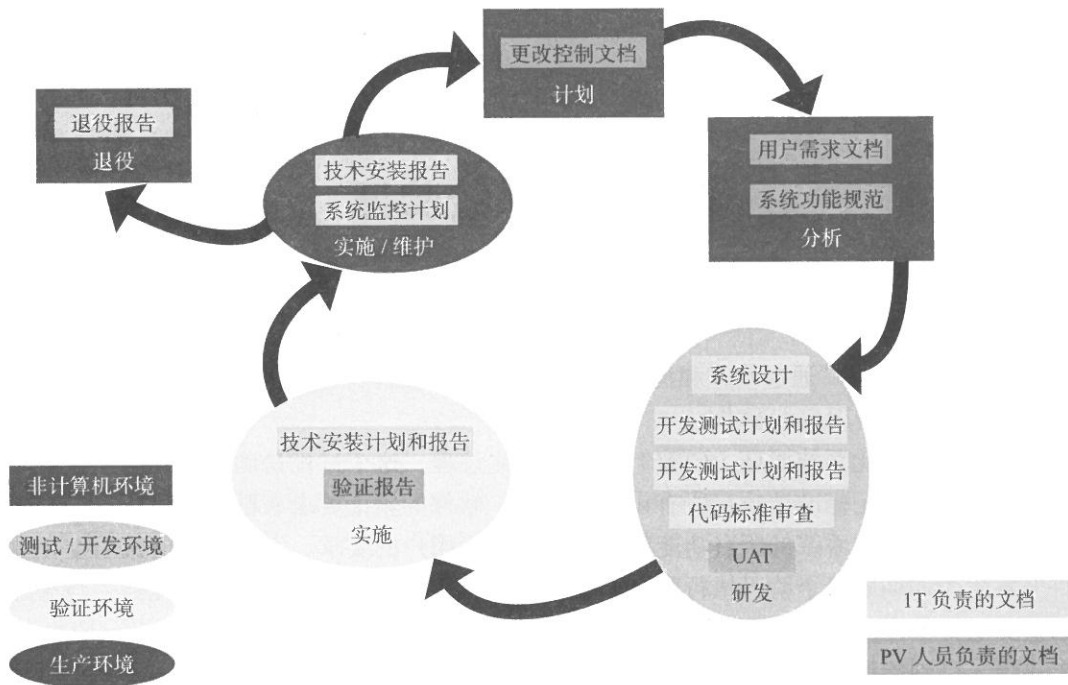 更改控制文档
计划
退役报告
退役
用户需求文档
系统功能规范
分析
技术安装报告
系统监控计划
实施 / 维护
系统设计
开发测试计划和报告
开发测试计划和报告
代码标准审查
UAT
研发
技术安装计划和报告
验证报告
实施
非计算机环境
测试 / 开发环境
验证环境
生产环境
1T 负责的文档
PV 人员负责的文档